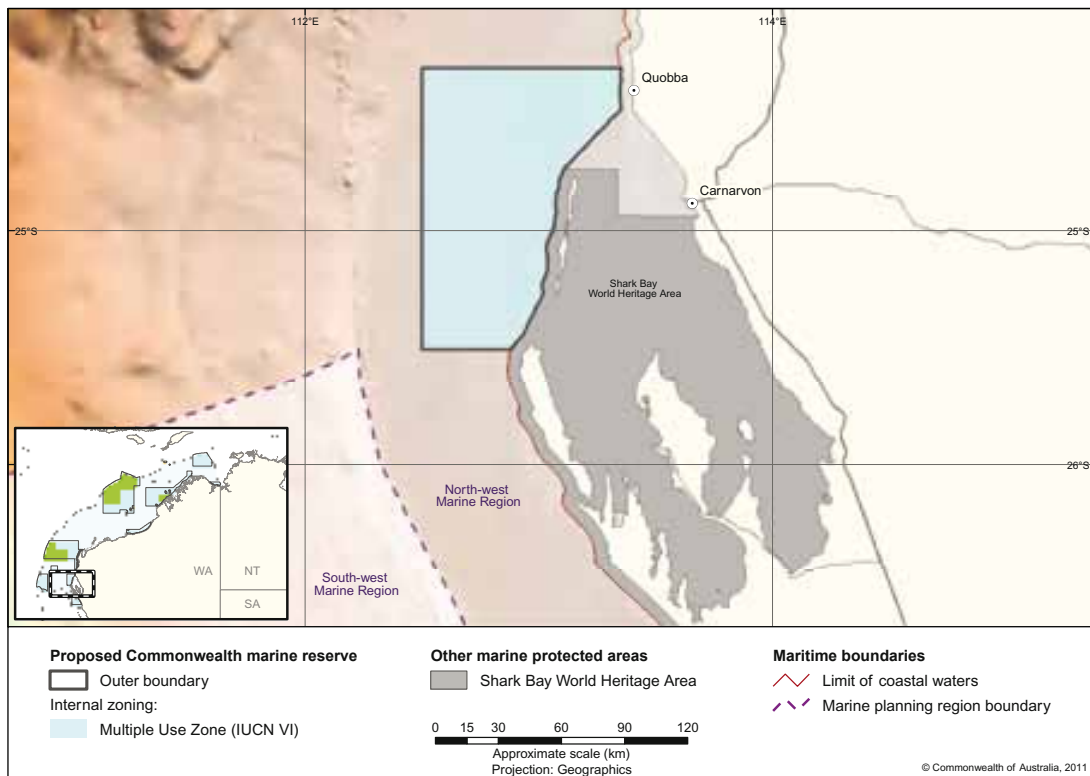 112°E
114°E
Quobba
Carnarvon
25°S
25°S
Shark Bay
World Heritage Area
26°S
26°S
North-west
Marine Region
South-west
Marine Region
WA
NT
SA
Proposed Commonwealth marine reserve
Outer boundary
Internal zoning:
Multiple Use Zone (IUCN VI)
Other marine protected areas
Shark Bay World Heritage Area
0 15 30 60 90 120
Approximate scale (km)
Projection: Geographics
Maritime boundaries
Limit of coastal waters
Marine planning region boundary
© Commonwealth of Australia, 2011